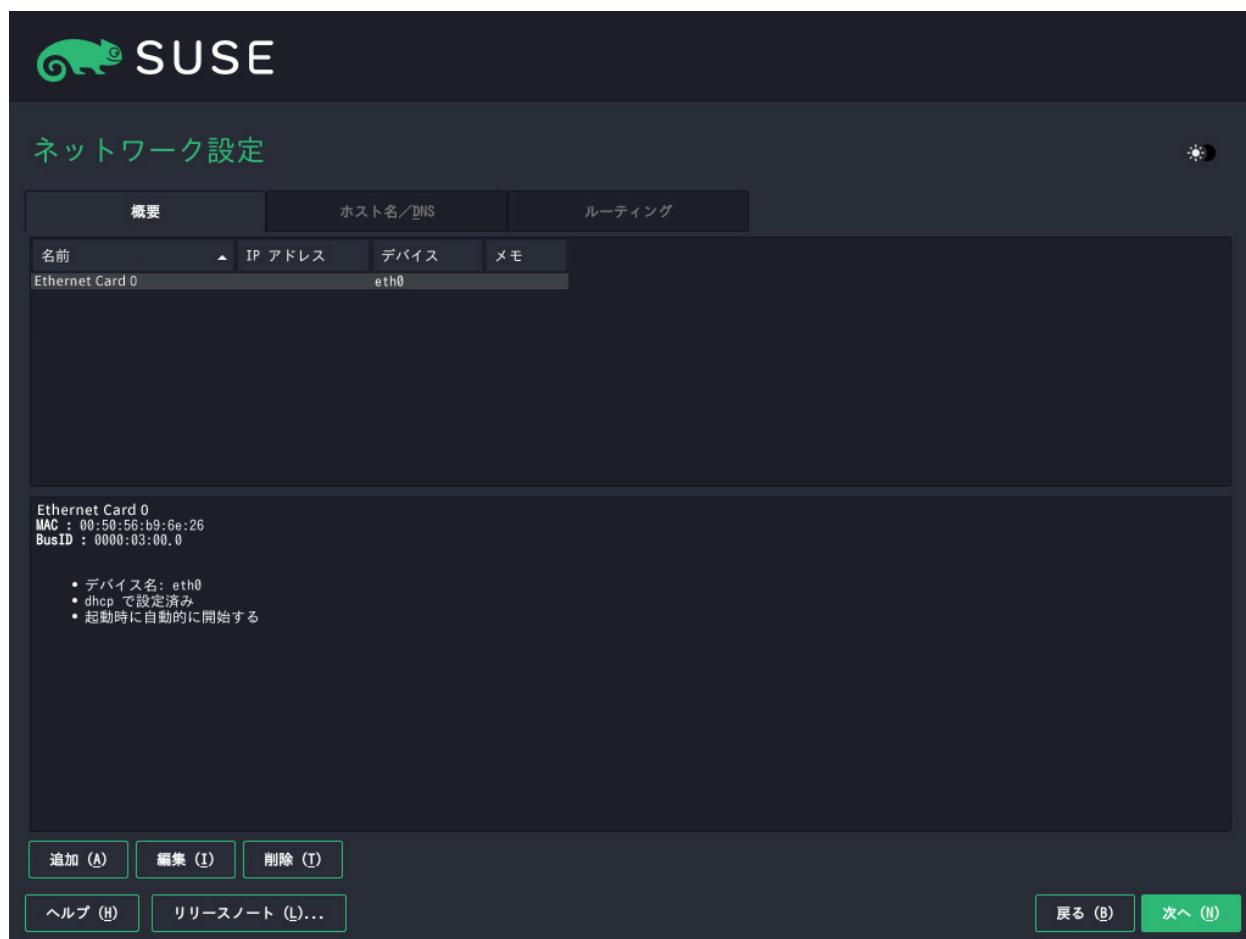 SUSE
ネットワーク設定
概要 ホスト名／DNS ルーティング
名前 IP アドレス デバイス メモ
Ethernet Card 0 eth0
Ethernet Card 0
MAC : 00:50:56:b9:6e:26
BusID : 0000:03:00.0
• デバイス名: eth0
• dhcp で設定済み
• 起動時に自動的に開始する
追加 (A) 編集 (I) 削除 (T)
ヘルプ (H) リリースノート (L)... 戻る (B) 次へ (N)